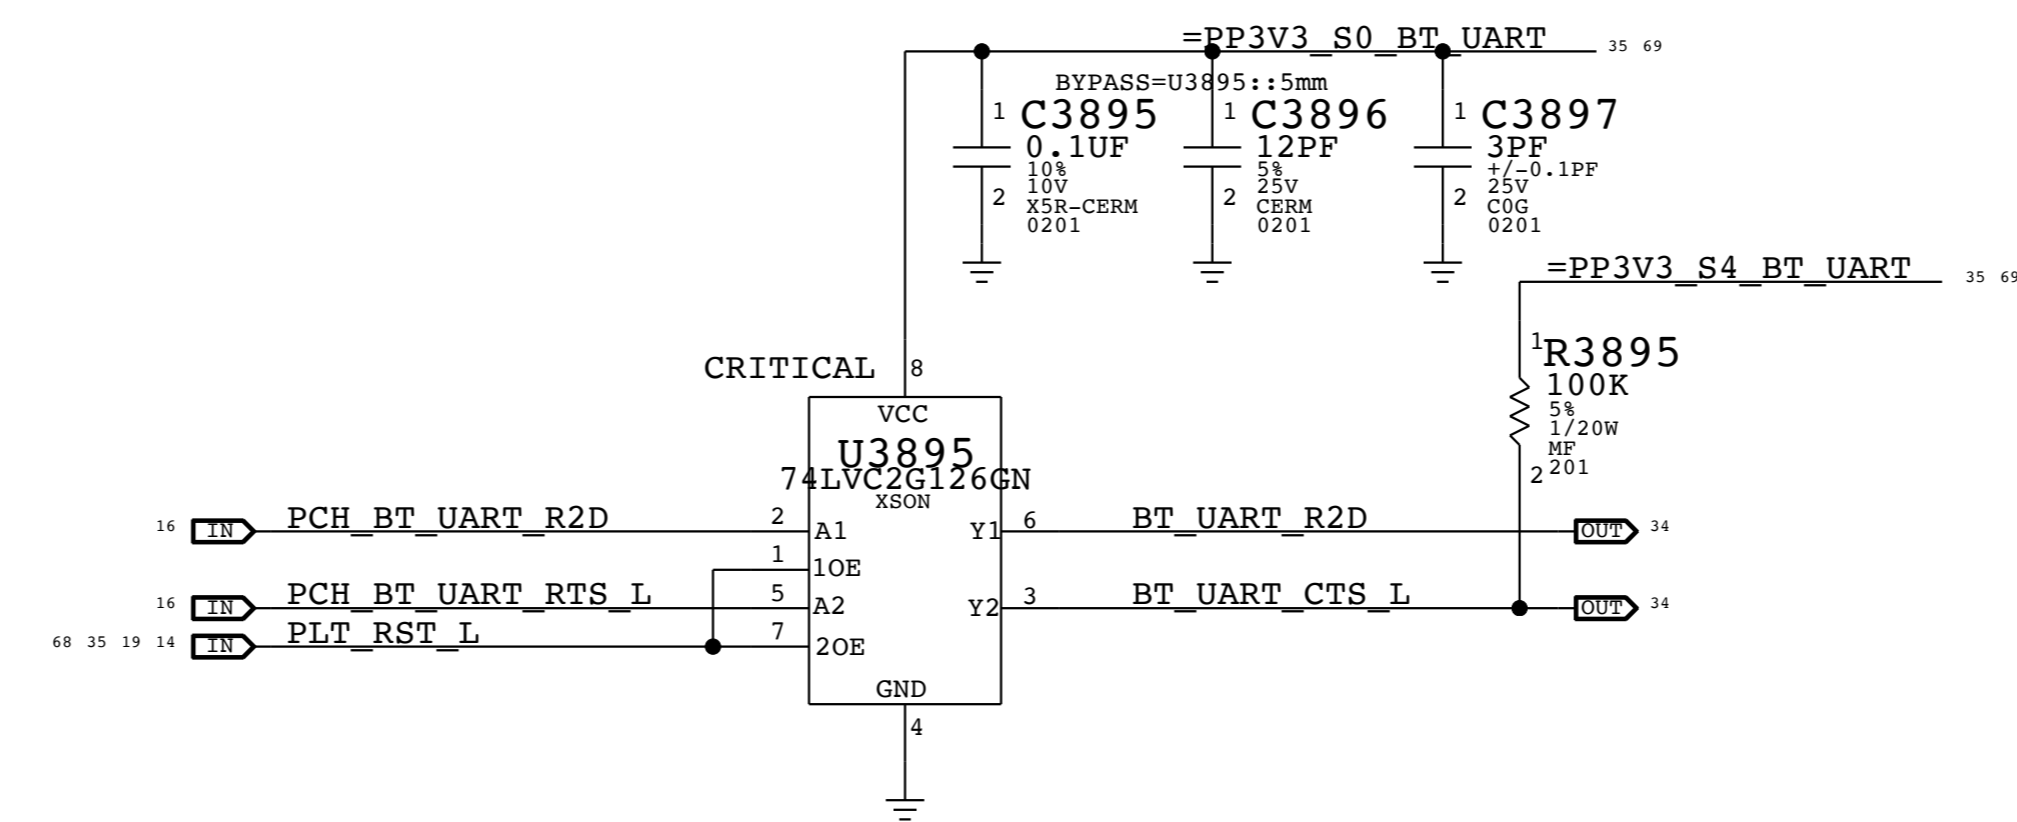 =PP3V3_S0_BT_UART 35 69
BYPASS=U3895::5mm
1 C3895
0.1UF
10%
10V
2
X5R-CERM
0201
1 C3896
12PF
5%
25V
2
CERM
0201
1 C3897
3PF
+/-0.1PF
25V
2
C0G
0201
=PP3V3_S4_BT_UART 35 69
1 R3895
100K
5%
1/20W
MF
2 201
CRITICAL 8
VCC
U3895
74LVC2G126GN
XSON
16 IN PCH_BT_UART_R2D 2 A1
Y1 6 BT_UART_R2D OUT 34
1 1OE
16 IN PCH_BT_UART_RTS_L 5 A2
Y2 3 BT_UART_CTS_L OUT 34
68 35 19 14 IN PLT_RST_L 7 2OE
GND
4